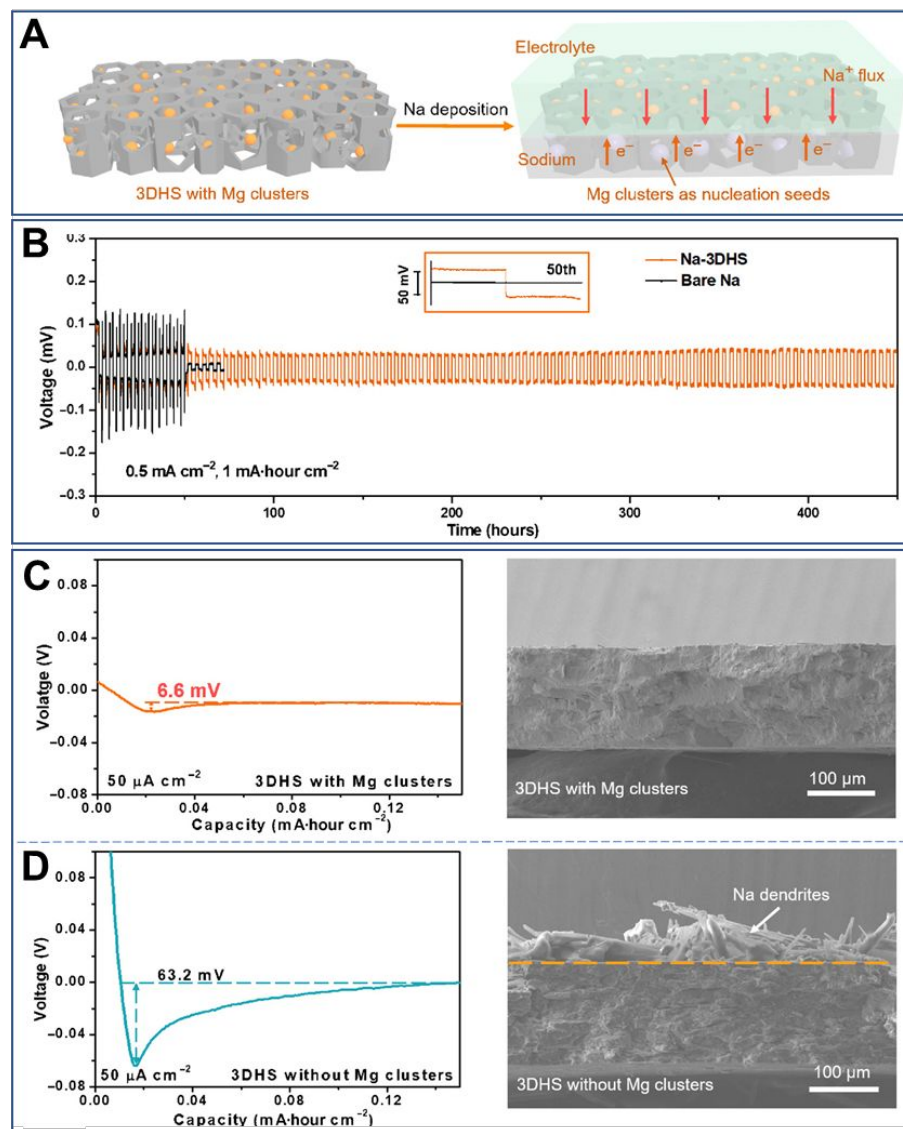 A
3DHS with Mg clusters
Na deposition
Electrolyte
Na⁺ flux
Sodium
e⁻
e⁻
e⁻
e⁻
Mg clusters as nucleation seeds
B
Voltage (mV)
0.3
0.2
0.1
0.0
–0.1
–0.2
–0.3
50 mV
50th
Na-3DHS
Bare Na
0.5 mA cm⁻², 1 mA·hour cm⁻²
0
100
200
300
400
Time (hours)
C
Volatge (V)
0.08
0.04
0.00
–0.04
–0.08
6.6 mV
50 μA cm⁻²
3DHS with Mg clusters
0.00
0.04
0.08
0.12
Capacity (mA·hour cm⁻²)
3DHS with Mg clusters
100 μm
D
Voltage (V)
0.08
0.04
0.00
–0.04
–0.08
63.2 mV
50 μA cm⁻²
3DHS without Mg clusters
0.00
0.04
0.08
0.12
Capacity (mA·hour cm⁻²)
Na dendrites
3DHS without Mg clusters
100 μm